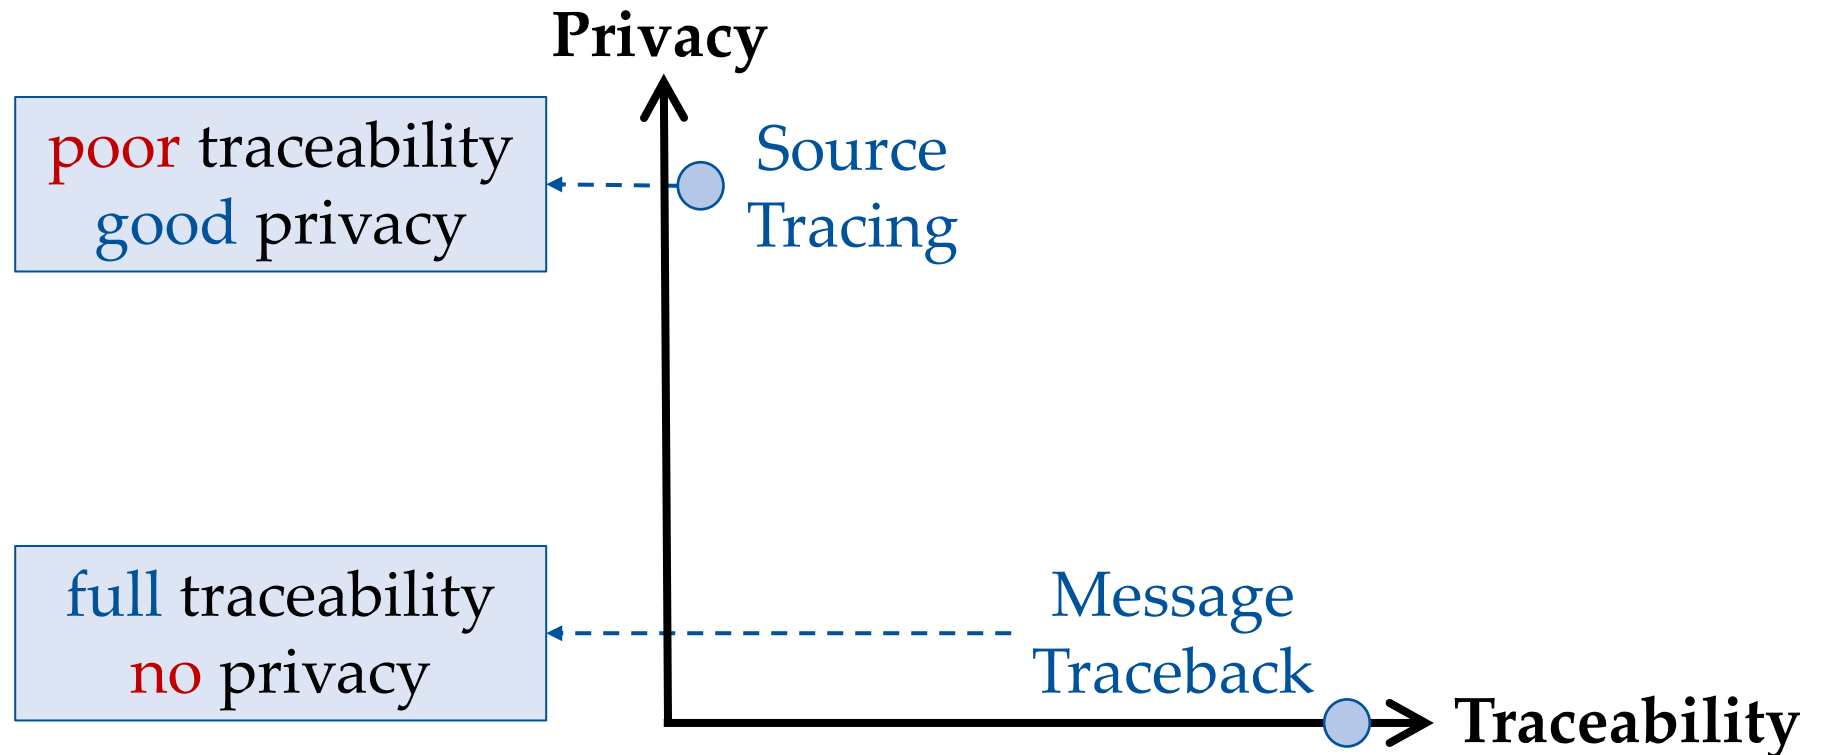 Privacy
poor traceability
good privacy
Source
Tracing
full traceability
no privacy
Message
Traceback
Traceability